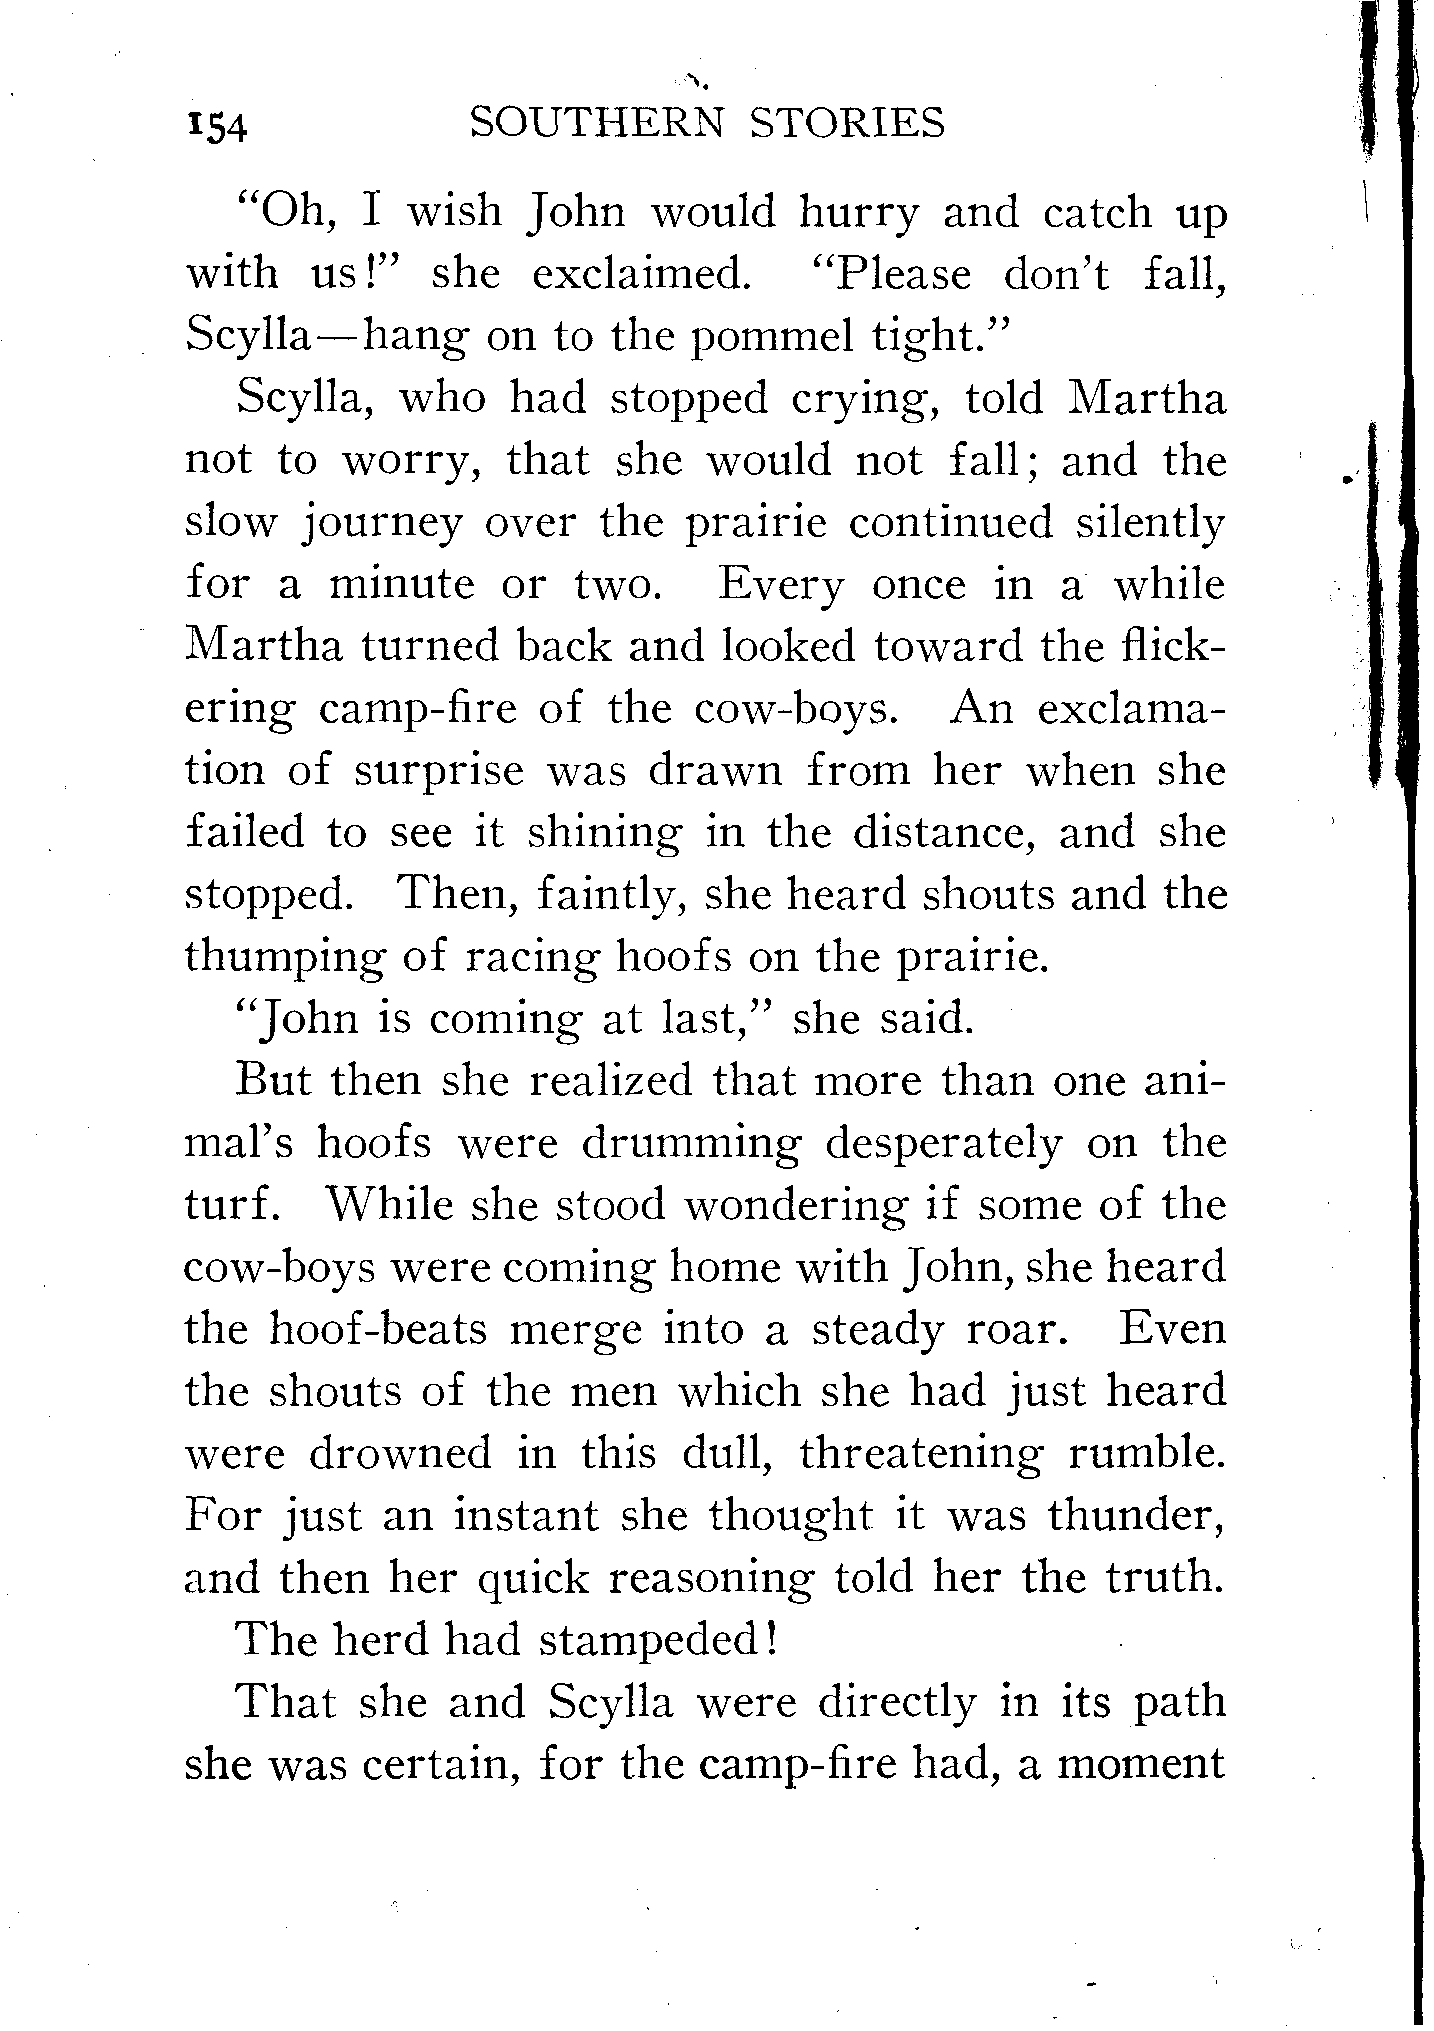 154 SOUTHERN STORIES
“Oh, I wish John would hurry and catch up
with us!” she exclaimed. “Please don’t fall,
Scylla—hang on to the pommel tight.”
Scylla, who had stopped crying, told Martha
not to worry, that she would not fall; and the
slow journey over the prairie continued silently
for a minute or two. Every once in a while
Martha turned back and looked toward the flick-
ering camp-fire of the cow-boys. An exclama-
tion of surprise was drawn from her when she
failed to see it shining in the distance, and she
stopped. Then, faintly, she heard shouts and the
thumping of racing hoofs on the prairie.
“John is coming at last,” she said.
But then she realized that more than one ani-
mal’s hoofs were drumming desperately on the
turf. While she stood wondering if some of the
cow-boys were coming home with John, she heard
the hoof-beats merge into a steady roar. Even
the shouts of the men which she had just heard
were drowned in this dull, threatening rumble.
For just an instant she thought it was thunder,
and then her quick reasoning told her the truth.
The herd had stampeded!
That she and Scylla were directly in its path
she was certain, for the camp-fire had, a moment